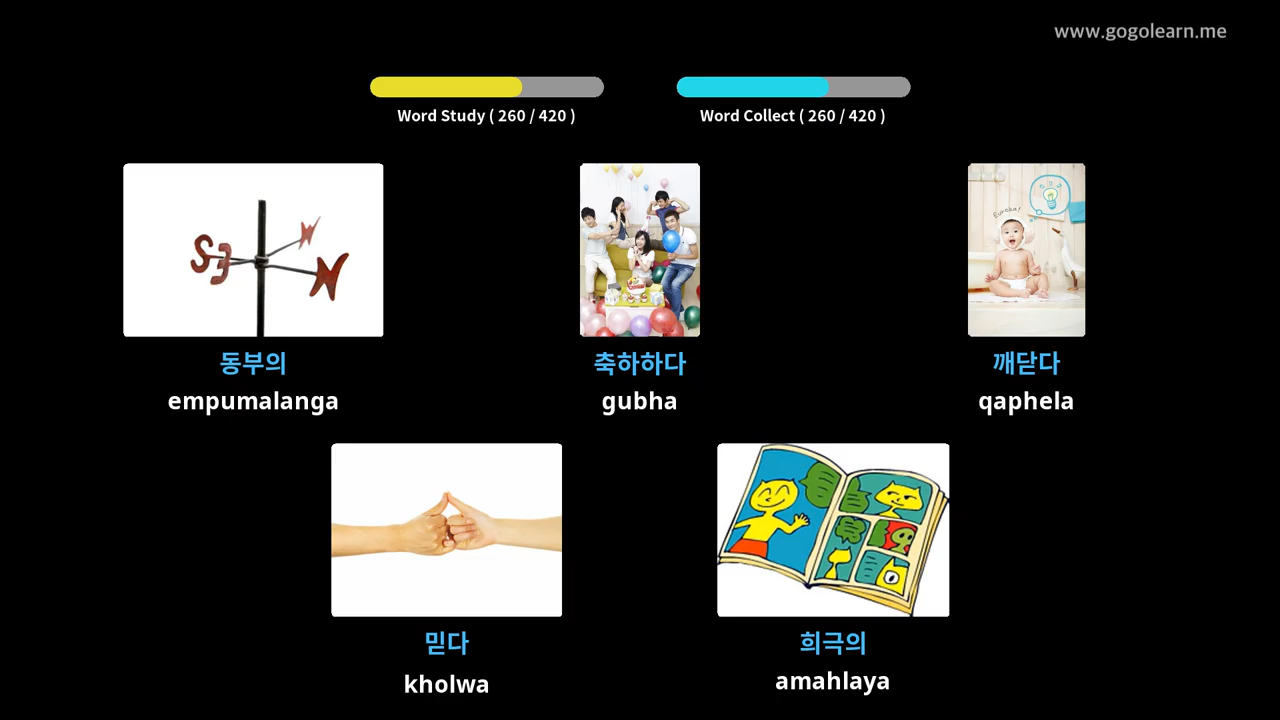 www.gogolearn.me
Word Study ( 260 / 420 )
Word Collect ( 260 / 420 )
Eureka!
동부의
축하하다
깨닫다
empumalanga
gubha
qaphela
믿다
희극의
kholwa
amahlaya